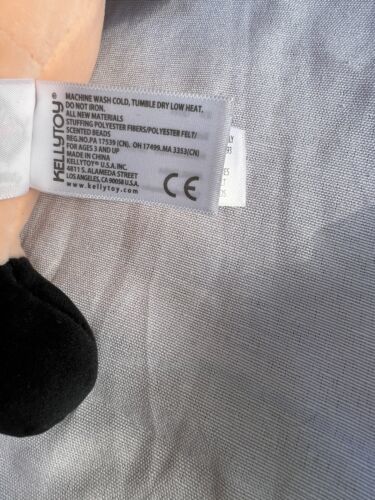 KELLYTOY®
MACHINE WASH COLD, TUMBLE DRY LOW HEAT.
DO NOT IRON.
ALL NEW MATERIALS
STUFFING POLYESTER FIBERS/POLYESTER FELT/
SCENTED BEADS
REG.NO.PA 17539 (CN), OH 17499,MA 3353(CN)
FOR AGES 3 AND UP
MADE IN CHINA
KELLYTOY® U.S.A. INC.
4811 S. ALAMEDA STREET
LOS ANGELES, CA 90058 U.S.A.
www.kellytoy.com
CE